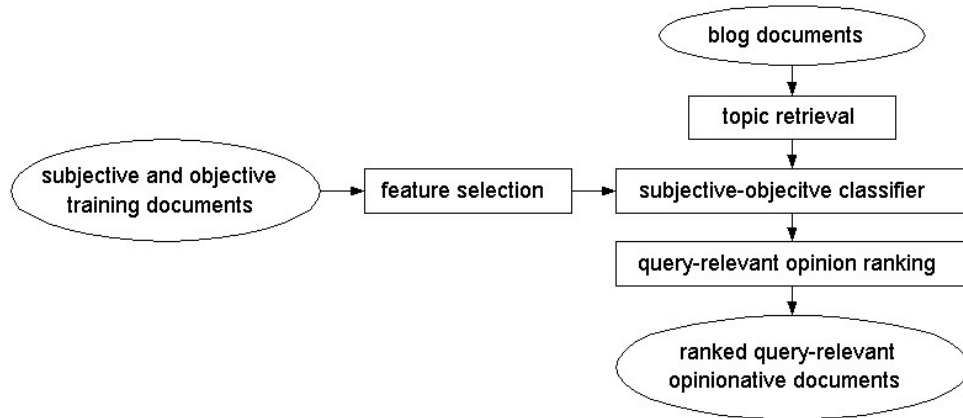 blog documents
topic retrieval
subjective and objective
training documents
feature selection
subjective-objecitve classifier
query-relevant opinion ranking
ranked query-relevant
opinionative documents